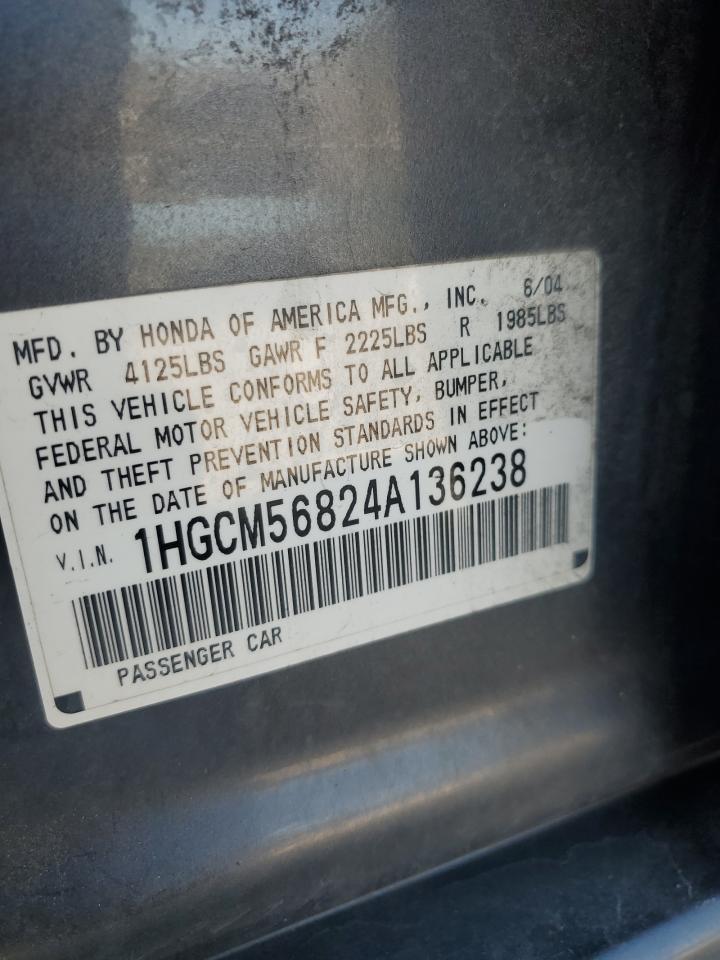 MFD. BY HONDA OF AMERICA MFG., INC. 6/04
GVWR 4125LBS GAWR F 2225LBS R 1985LBS
THIS VEHICLE CONFORMS TO ALL APPLICABLE
FEDERAL MOTOR VEHICLE SAFETY, BUMPER,
AND THEFT PREVENTION STANDARDS IN EFFECT
ON THE DATE OF MANUFACTURE SHOWN ABOVE:
V.I.N. 1HGCM56824A136238
PASSENGER CAR